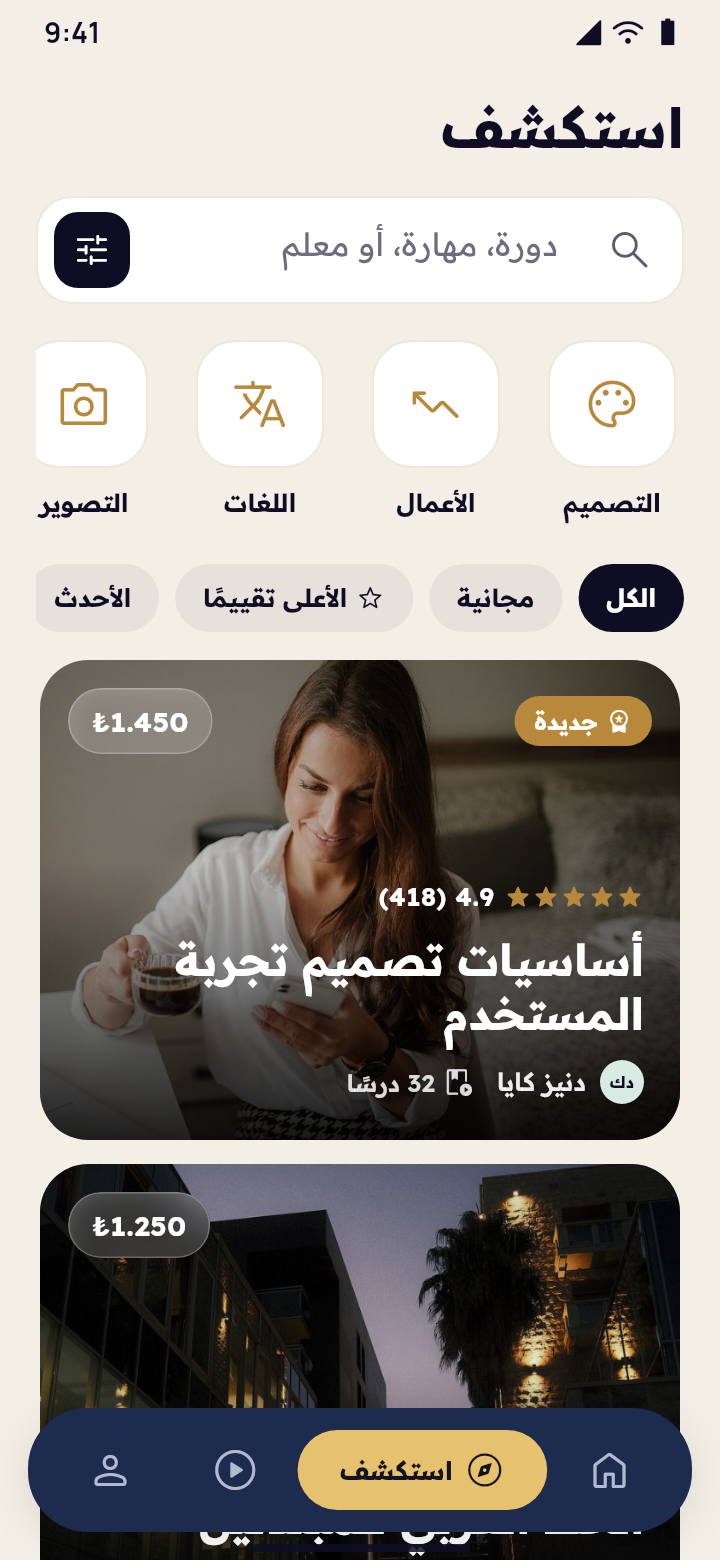 9:41
استكشف
دورة، مهارة، أو معلم
التصميم
الأعمال
اللغات
التصوير
الكل
مجانية
الأعلى تقييمًا
الأحدث
جديدة
₺1.450
4.9 (418)
أساسيات تصميم تجربة
المستخدم
دك
دنيز كايا
32 درسًا
₺1.250
استكشف